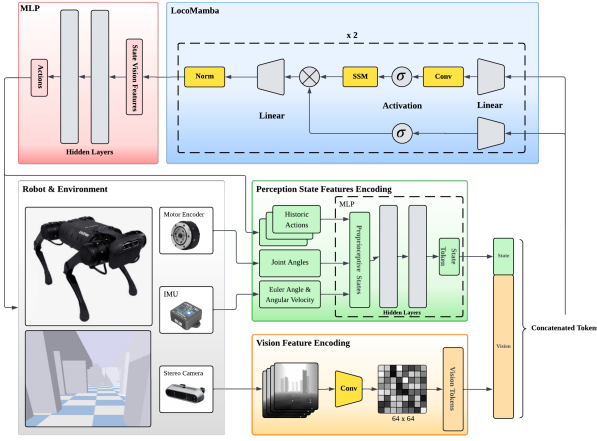 MLP
LocoMamba
x 2
Actions
State Vision Features
Norm
SSM
σ
Conv
Linear
Activation
Linear
σ
Hidden Layers
Robot & Environment
Motor Encoder
IMU
Stereo Camera
Perception State Features Encoding
MLP
Historic
Actions
Joint Angles
Euler Angle &
Angular Velocity
Proprioceptive States
State
Token
Hidden Layers
State
Vision
Concatenated Token
Vision Feature Encoding
Conv
64 x 64
Vision Tokens